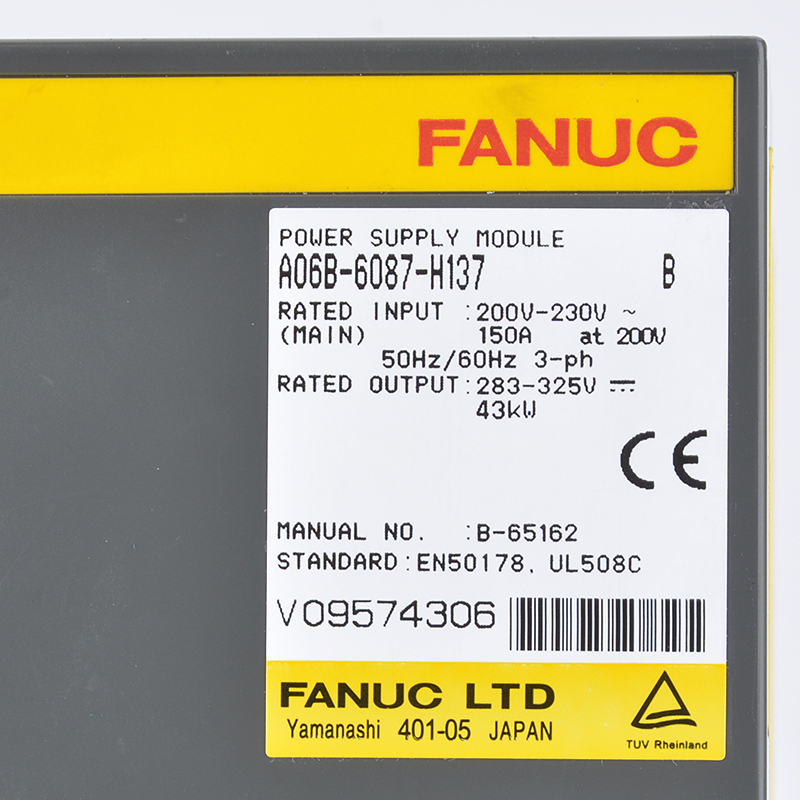 FANUC
POWER SUPPLY MODULE
A06B-6087-H137 B
RATED INPUT :200V-230V ~
(MAIN) 150A at 200V
50Hz/60Hz 3-ph
RATED OUTPUT:283-325V ⎓
43kW
CE
MANUAL NO. :B-65162
STANDARD:EN50178, UL508C
V09574306
FANUC LTD
Yamanashi 401-05 JAPAN
TUV Rheinland